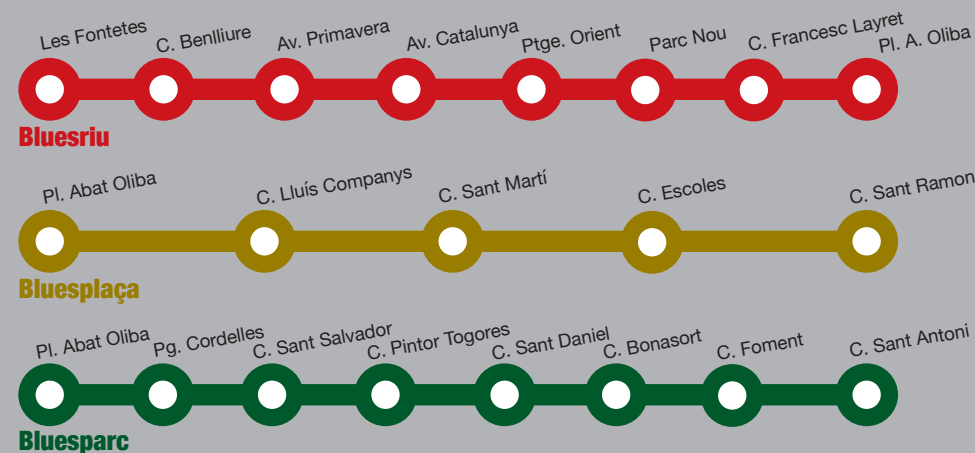 Les Fontetes
C. Benlliure
Av. Primavera
Av. Catalunya
Ptge. Orient
Parc Nou
C. Francesc Layret
Pl. A. Oliba
Bluesriu
Pl. Abat Oliba
C. Lluís Companys
C. Sant Martí
C. Escoles
C. Sant Ramon
Bluesplaça
Pl. Abat Oliba
Pg. Cordelles
C. Sant Salvador
C. Pintor Togores
C. Sant Daniel
C. Bonasort
C. Foment
C. Sant Antoni
Bluesparc